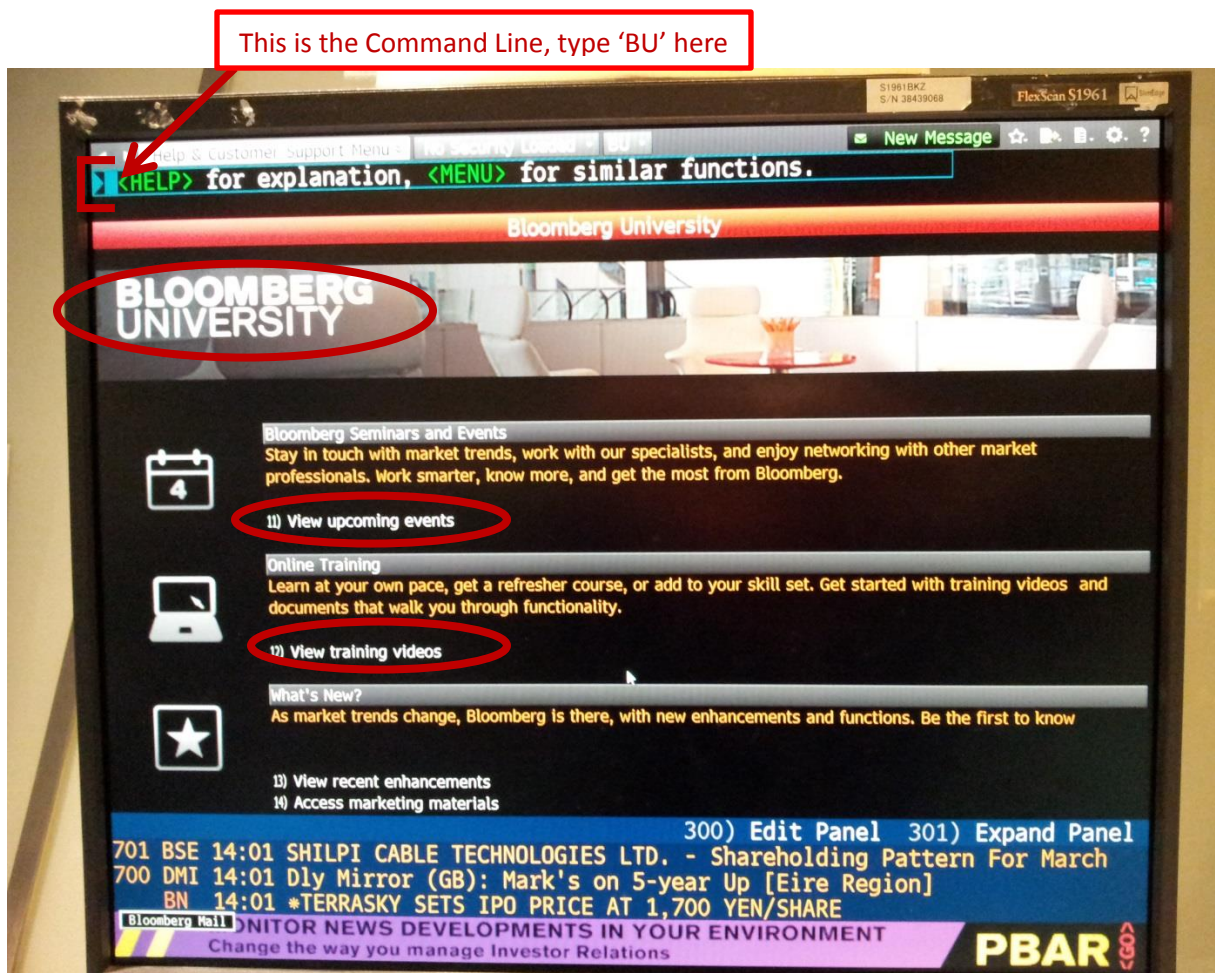 This is the Command Line, type ‘BU’ here
S1961BKZ
S/N 38439068
FlexScan S1961
New Message
Help & Customer Support Menu No Security Loaded BU
<HELP> for explanation, <MENU> for similar functions.
Bloomberg University
BLOOMBERG
UNIVERSITY
Bloomberg Seminars and Events
Stay in touch with market trends, work with our specialists, and enjoy networking with other market
professionals. Work smarter, know more, and get the most from Bloomberg.
4
11) View upcoming events
Online Training
Learn at your own pace, get a refresher course, or add to your skill set. Get started with training videos and
documents that walk you through functionality.
12) View training videos
What's New?
As market trends change, Bloomberg is there, with new enhancements and functions. Be the first to know
13) View recent enhancements
14) Access marketing materials
300) Edit Panel 301) Expand Panel
701 BSE 14:01 SHILPI CABLE TECHNOLOGIES LTD. - Shareholding Pattern For March
700 DMI 14:01 Dly Mirror (GB): Mark's on 5-year Up [Eire Region]
BN 14:01 *TERRASKY SETS IPO PRICE AT 1,700 YEN/SHARE
Bloomberg Mail
ONITOR NEWS DEVELOPMENTS IN YOUR ENVIRONMENT
Change the way you manage Investor Relations
PBAR